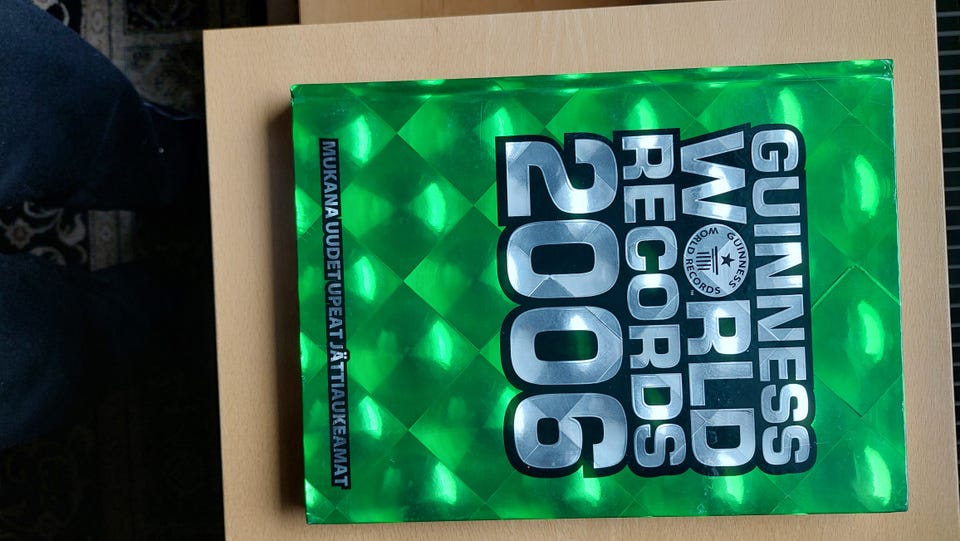 GUINNESS
WORLD
GUINNESS
WORLD RECORDS
RECORDS
2006
MUKANA UUDET UPEAT JÄTTIAUKEAMAT